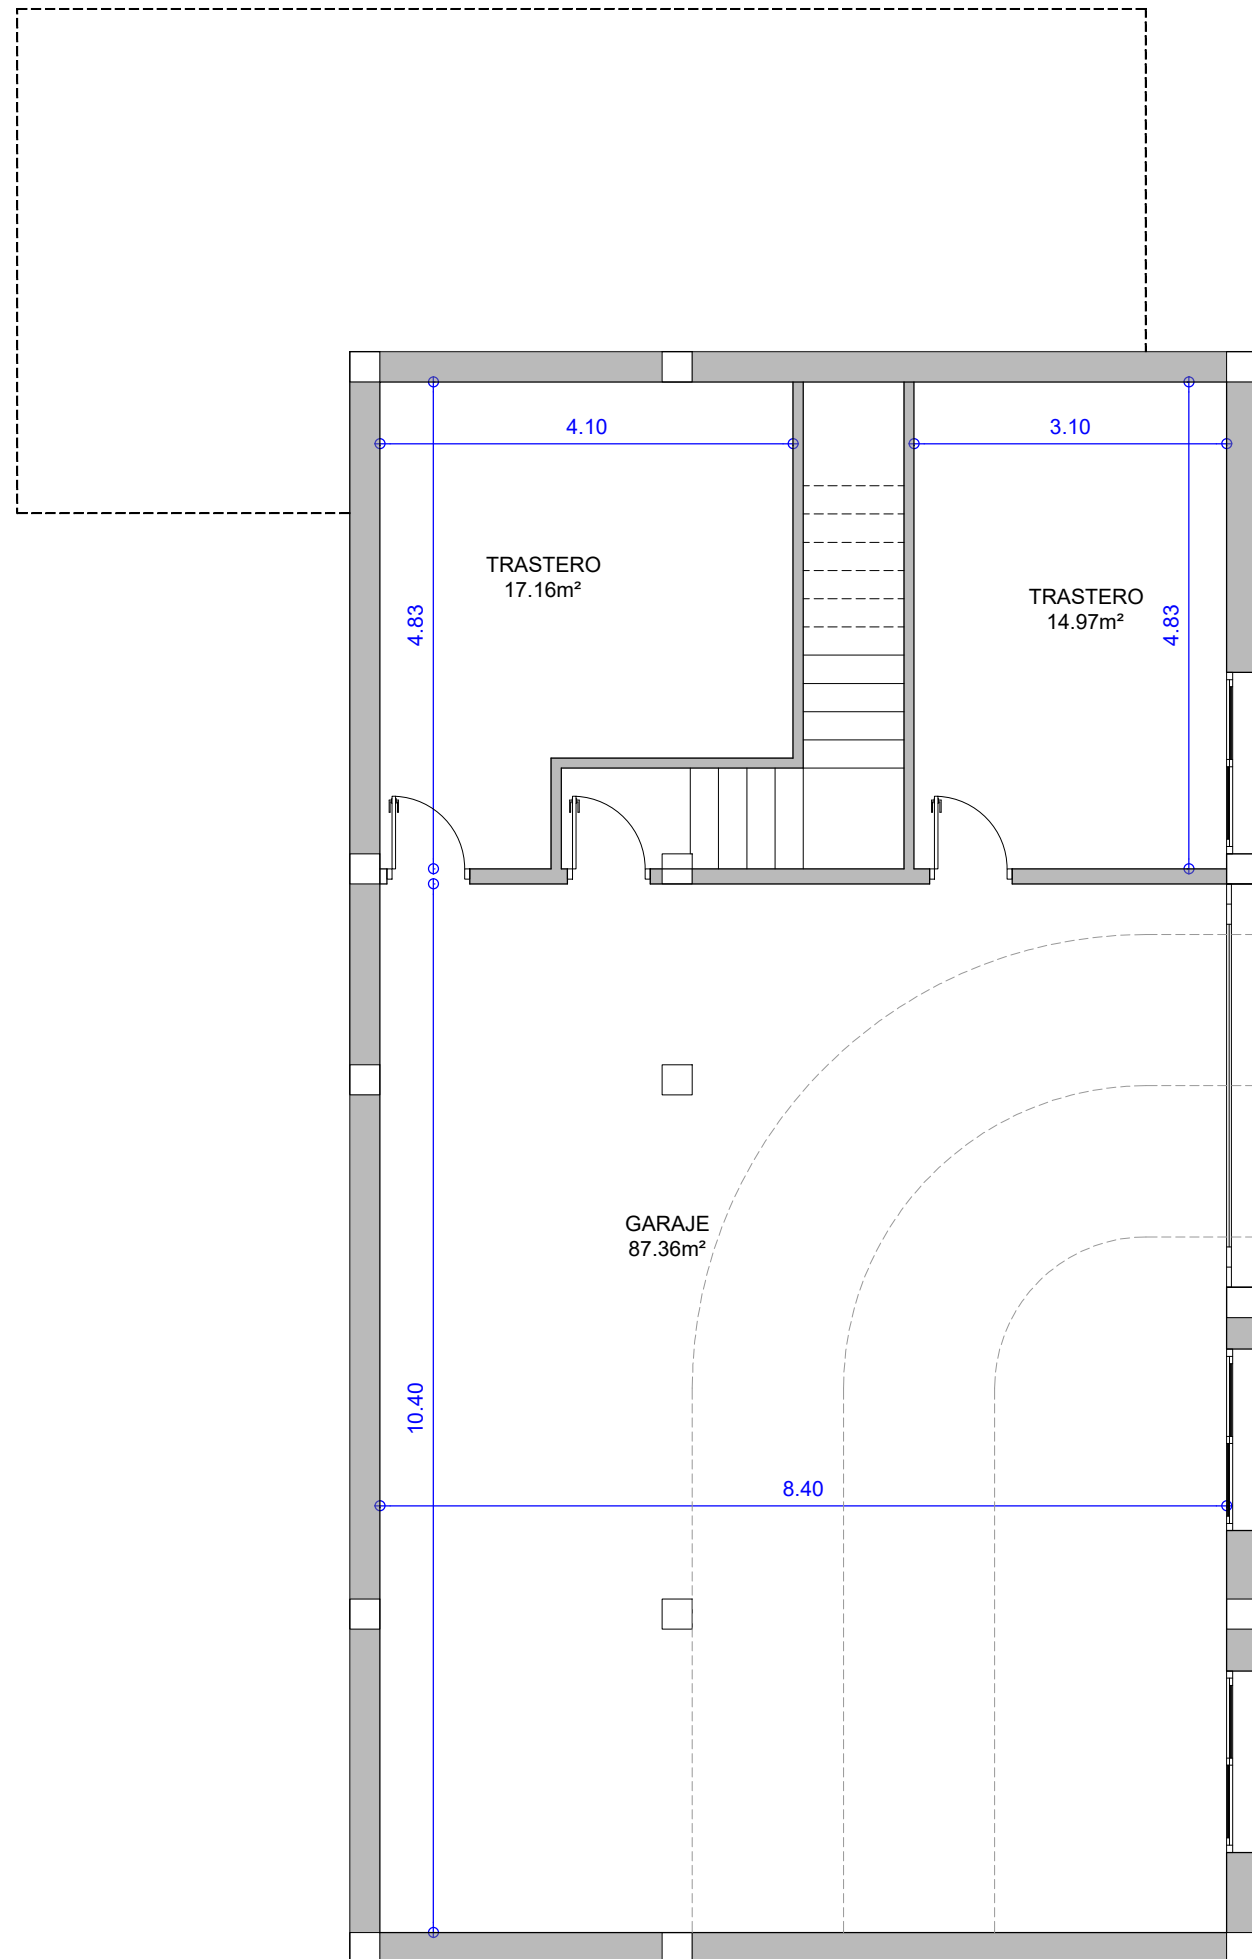 4.10
3.10
TRASTERO
17.16m²
4.83
TRASTERO
14.97m²
4.83
GARAJE
87.36m²
10.40
8.40